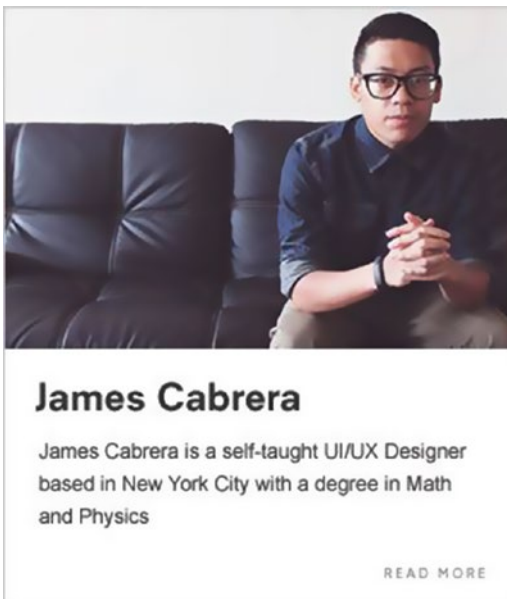 James Cabrera
James Cabrera is a self-taught UI/UX Designer
based in New York City with a degree in Math
and Physics
READ MORE